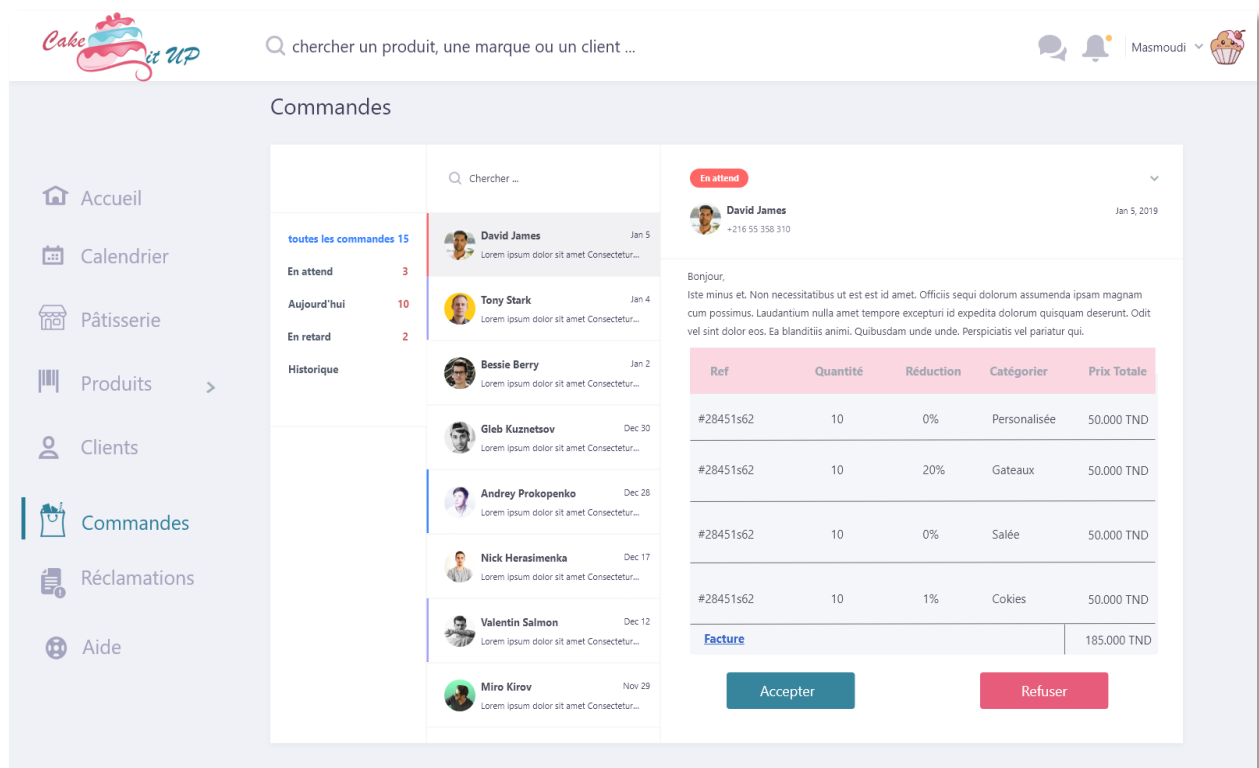 Cake it UP
chercher un produit, une marque ou un client ...
Masmoudi
Commandes
Accueil
Calendrier
Pâtisserie
Produits
Clients
Commandes
Réclamations
Aide
toutes les commandes 15
En attend 3
Aujourd'hui 10
En retard 2
Historique
Chercher ...
David James Jan 5
Lorem ipsum dolor sit amet Consectetur...
Tony Stark Jan 4
Lorem ipsum dolor sit amet Consectetur...
Bessie Berry Jan 2
Lorem ipsum dolor sit amet Consectetur...
Gleb Kuznetsov Dec 30
Lorem ipsum dolor sit amet Consectetur...
Andrey Prokopenko Dec 28
Lorem ipsum dolor sit amet Consectetur...
Nick Herasimenka Dec 17
Lorem ipsum dolor sit amet Consectetur...
Valentin Salmon Dec 12
Lorem ipsum dolor sit amet Consectetur...
Miro Kirov Nov 29
Lorem ipsum dolor sit amet Consectetur...
En attend
David James Jan 5, 2019
+216 55 358 310
Bonjour,
Iste minus et. Non necessitatibus ut est est id amet. Officiis sequi dolorum assumenda ipsam magnam
cum possimus. Laudantium nulla amet tempore excepturi id expedita dolorum quisquam deserunt. Odit
vel sint dolor eos. Ea blanditiis animi. Quibusdam unde unde. Perspiciatis vel pariatur qui.
Ref Quantité Réduction Catégorier Prix Totale
#28451s62 10 0% Personalisée 50.000 TND
#28451s62 10 20% Gateaux 50.000 TND
#28451s62 10 0% Salée 50.000 TND
#28451s62 10 1% Cokies 50.000 TND
Facture 185.000 TND
Accepter Refuser